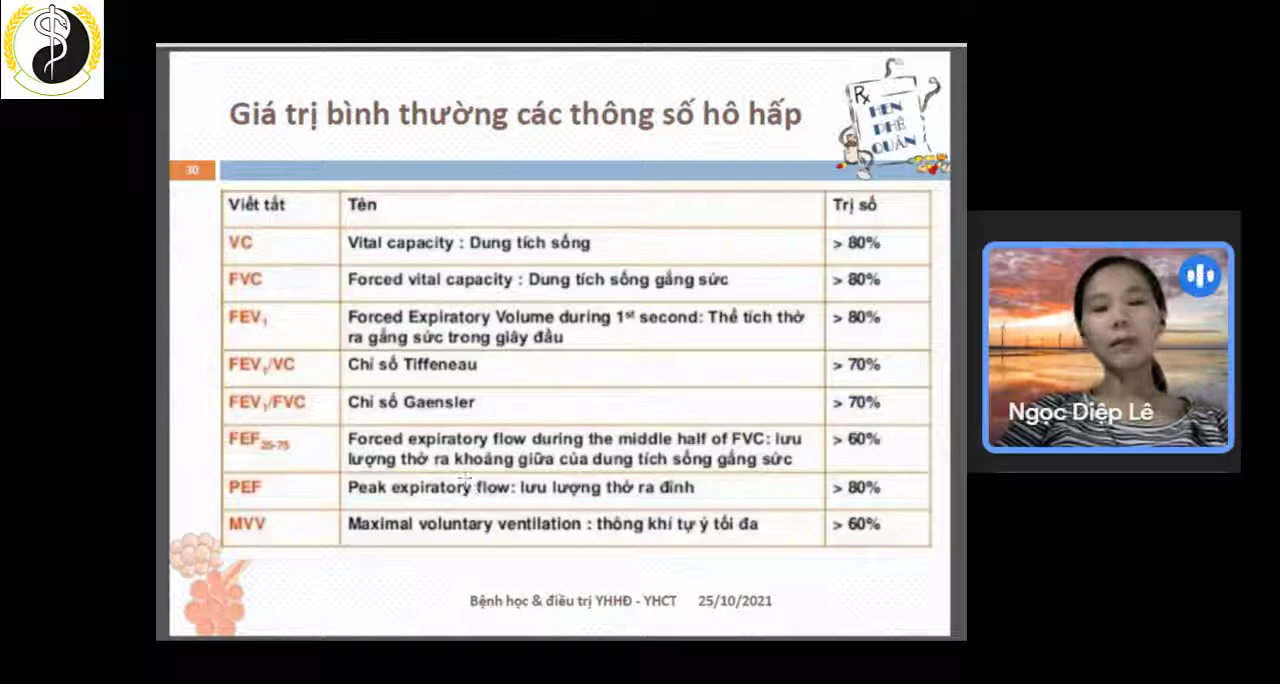 Giá trị bình thường các thông số hô hấp
Rx
HEN
PHẾ
QUẢN
30
Viết tắt Tên Trị số
VC Vital capacity : Dung tích sống > 80%
FVC Forced vital capacity : Dung tích sống gắng sức > 80%
FEV1 Forced Expiratory Volume during 1st second: Thể tích thở > 80%
ra gắng sức trong giây đầu
FEV1/VC Chỉ số Tiffeneau > 70%
FEV1/FVC Chỉ số Gaensler > 70%
FEF25-75 Forced expiratory flow during the middle half of FVC: lưu > 60%
lượng thở ra khoảng giữa của dung tích sống gắng sức
PEF Peak expiratory flow: lưu lượng thở ra đỉnh > 80%
MVV Maximal voluntary ventilation : thông khí tự ý tối đa > 60%
Bệnh học & điều trị YHHĐ - YHCT 25/10/2021
Ngọc Diệp Lê